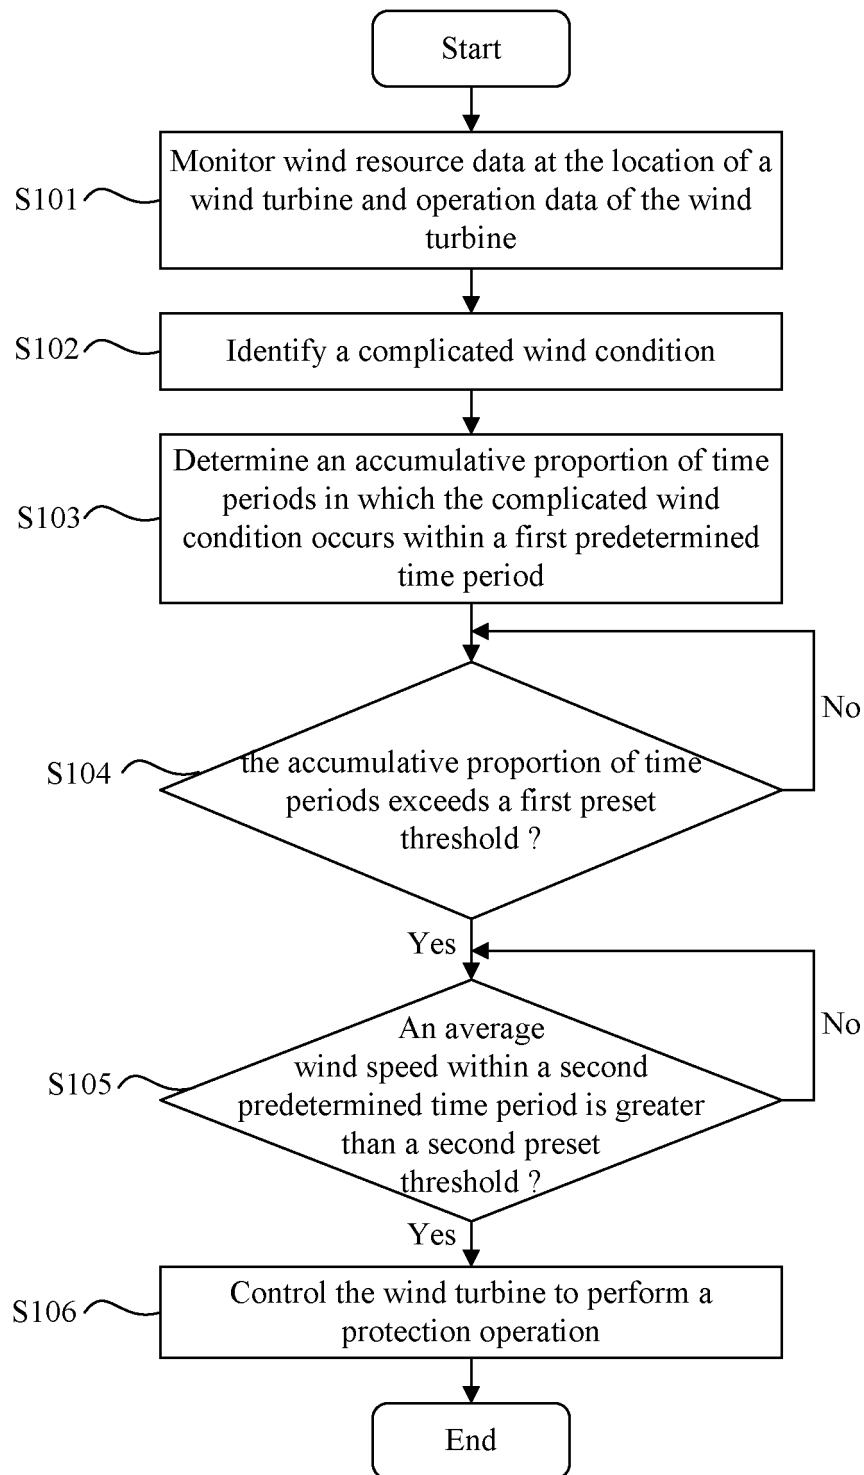 Start
S101
Monitor wind resource data at the location of a
wind turbine and operation data of the wind
turbine
S102
Identify a complicated wind condition
S103
Determine an accumulative proportion of time
periods in which the complicated wind
condition occurs within a first predetermined
time period
No
S104
the accumulative proportion of time
periods exceeds a first preset
threshold ?
Yes
No
S105
An average
wind speed within a second
predetermined time period is greater
than a second preset
threshold ?
Yes
S106
Control the wind turbine to perform a
protection operation
End